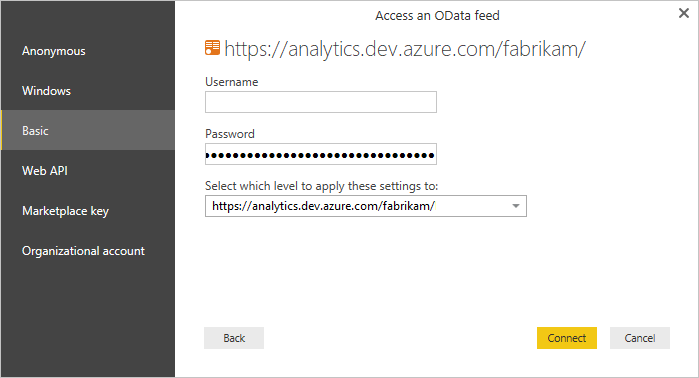 Access an OData feed
Anonymous
Windows
Basic
Web API
Marketplace key
Organizational account
https://analytics.dev.azure.com/fabrikam/
Username
Password
Select which level to apply these settings to:
https://analytics.dev.azure.com/fabrikam/
Back
Connect
Cancel